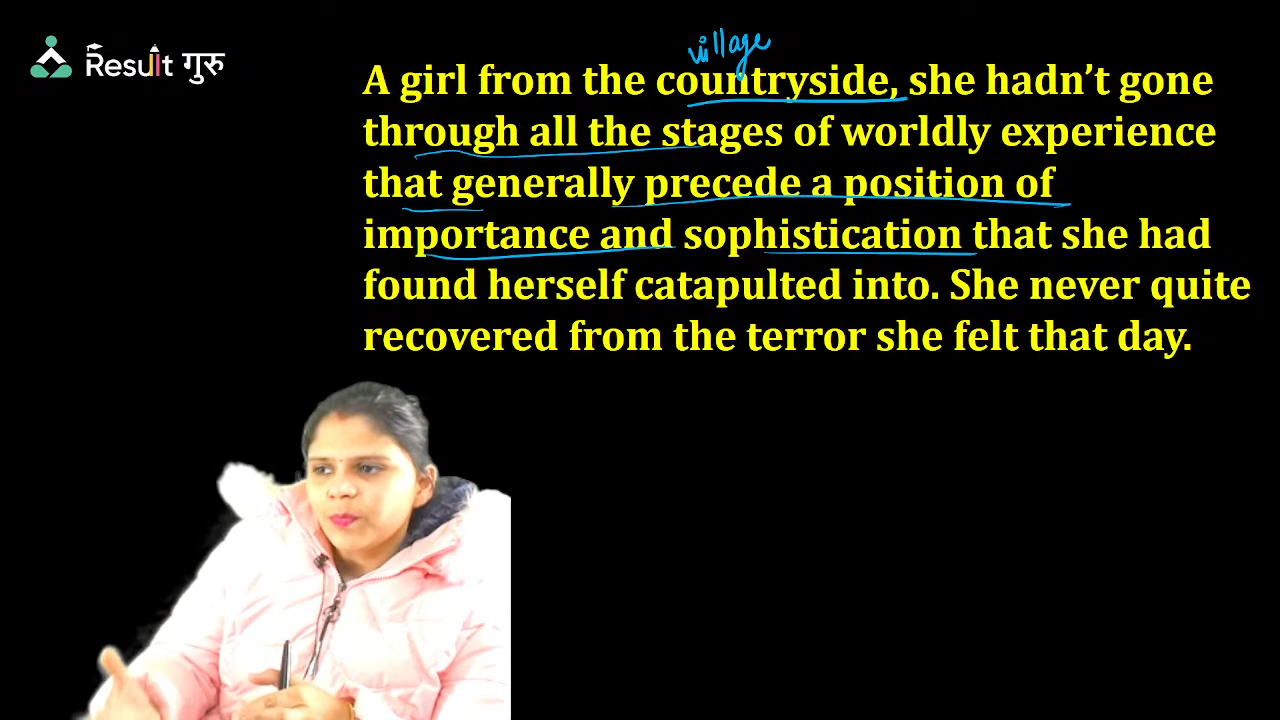 Result गुरु
village
A girl from the countryside, she hadn’t gone
through all the stages of worldly experience
that generally precede a position of
importance and sophistication that she had
found herself catapulted into. She never quite
recovered from the terror she felt that day.